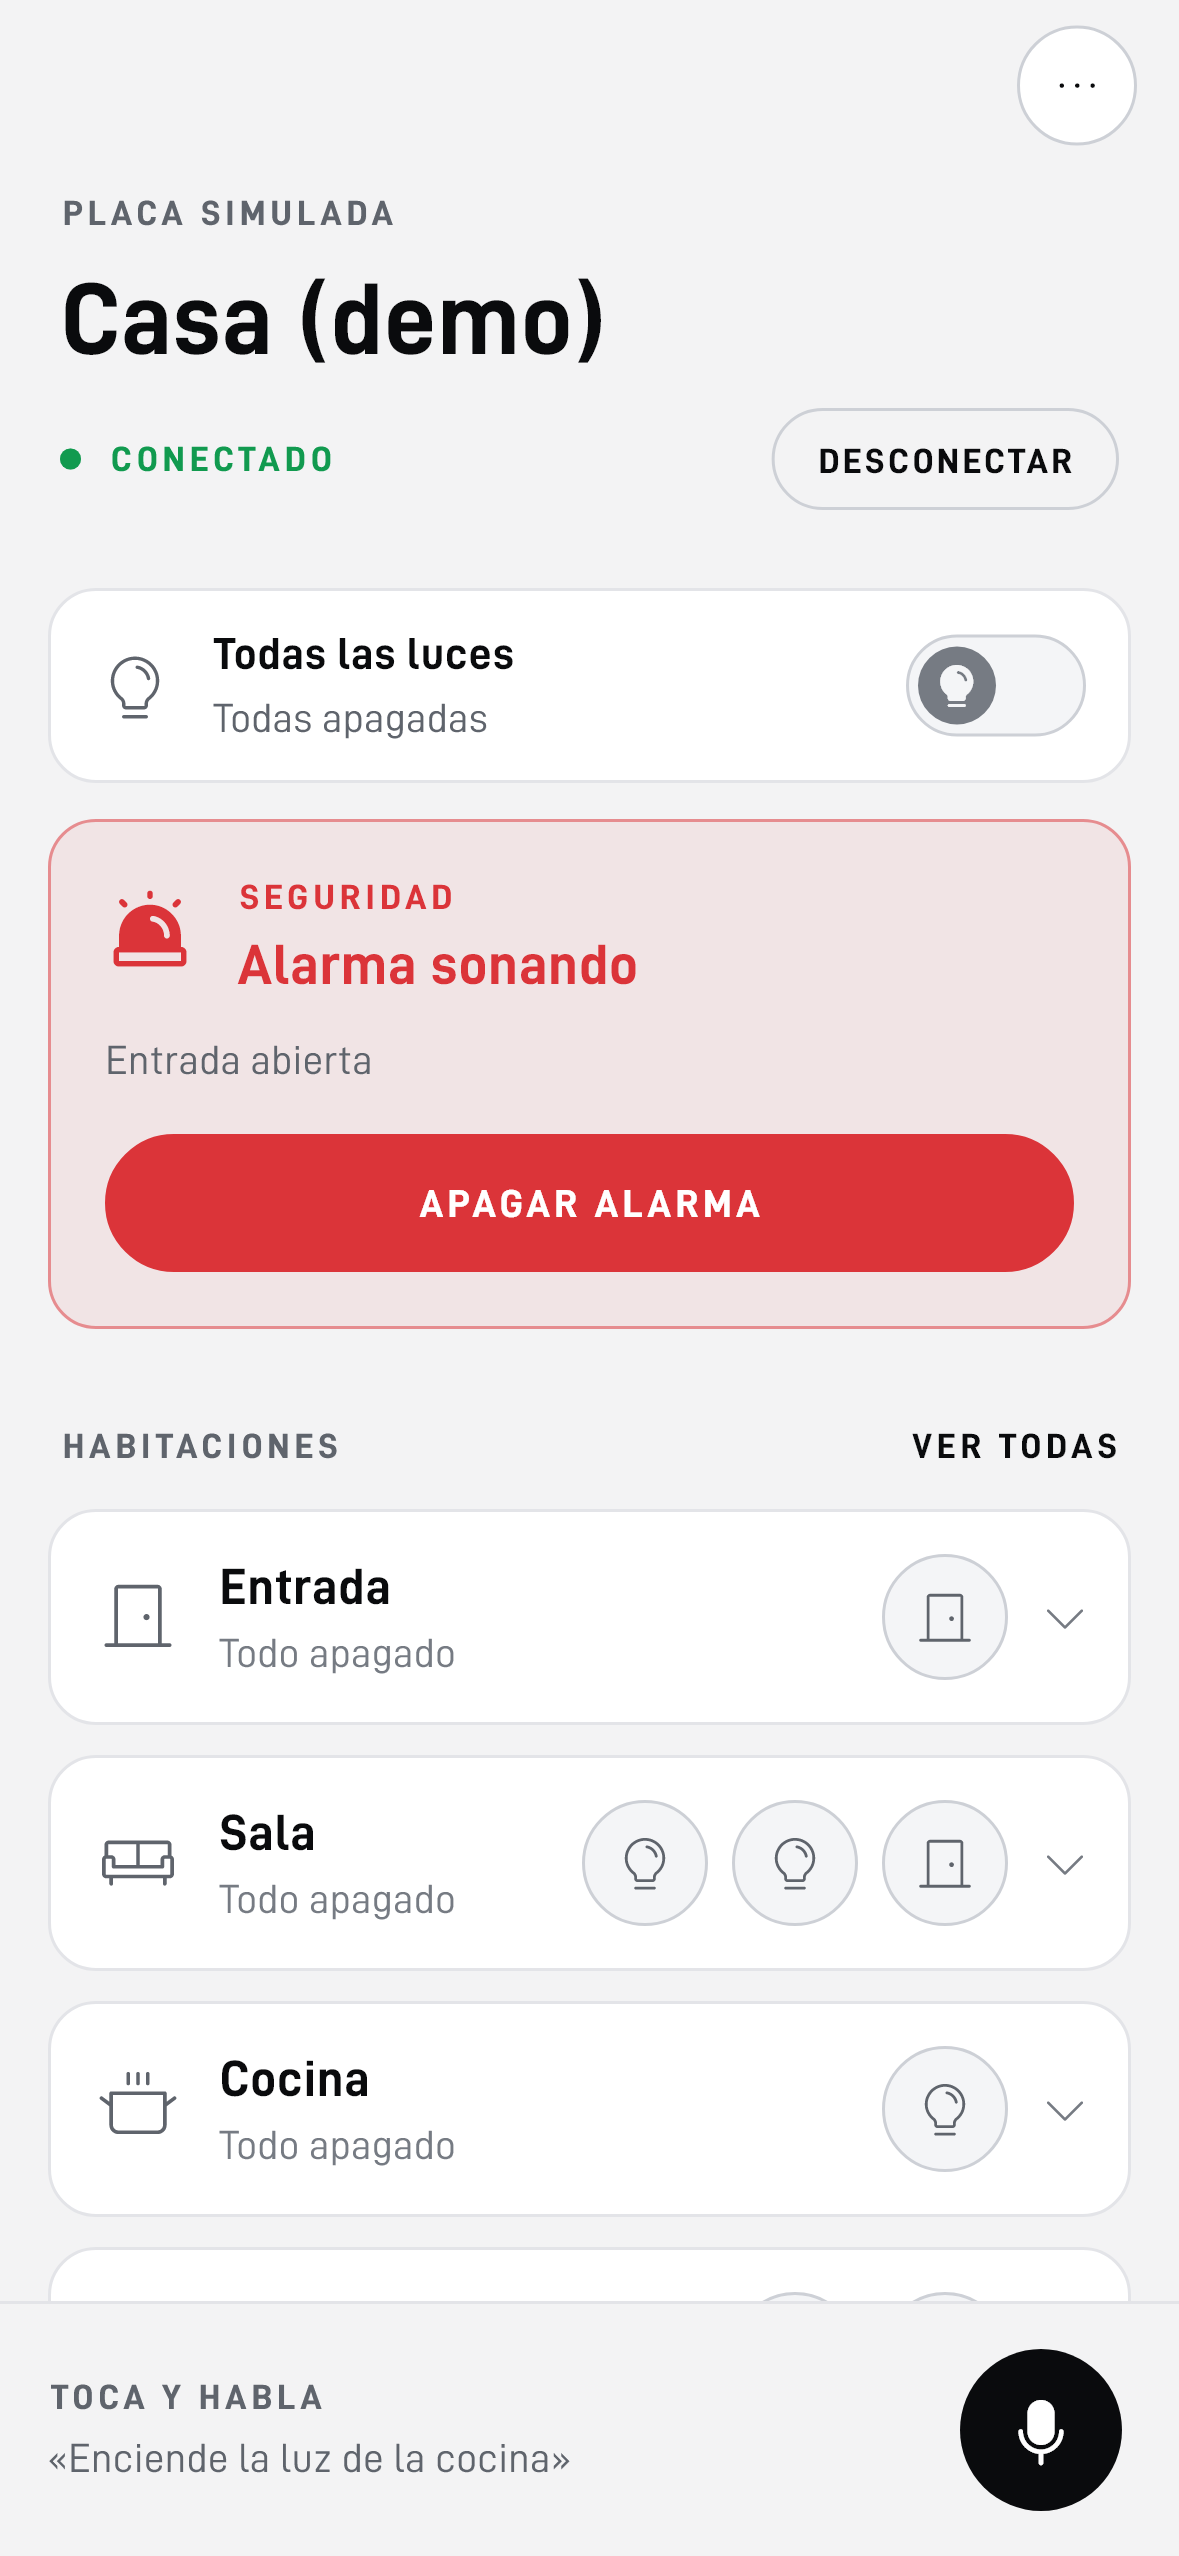 PLACA SIMULADA
Casa (demo)
CONECTADO
DESCONECTAR
Todas las luces
Todas apagadas
SEGURIDAD
Alarma sonando
Entrada abierta
APAGAR ALARMA
HABITACIONES
VER TODAS
Entrada
Todo apagado
Sala
Todo apagado
Cocina
Todo apagado
TOCA Y HABLA
«Enciende la luz de la cocina»